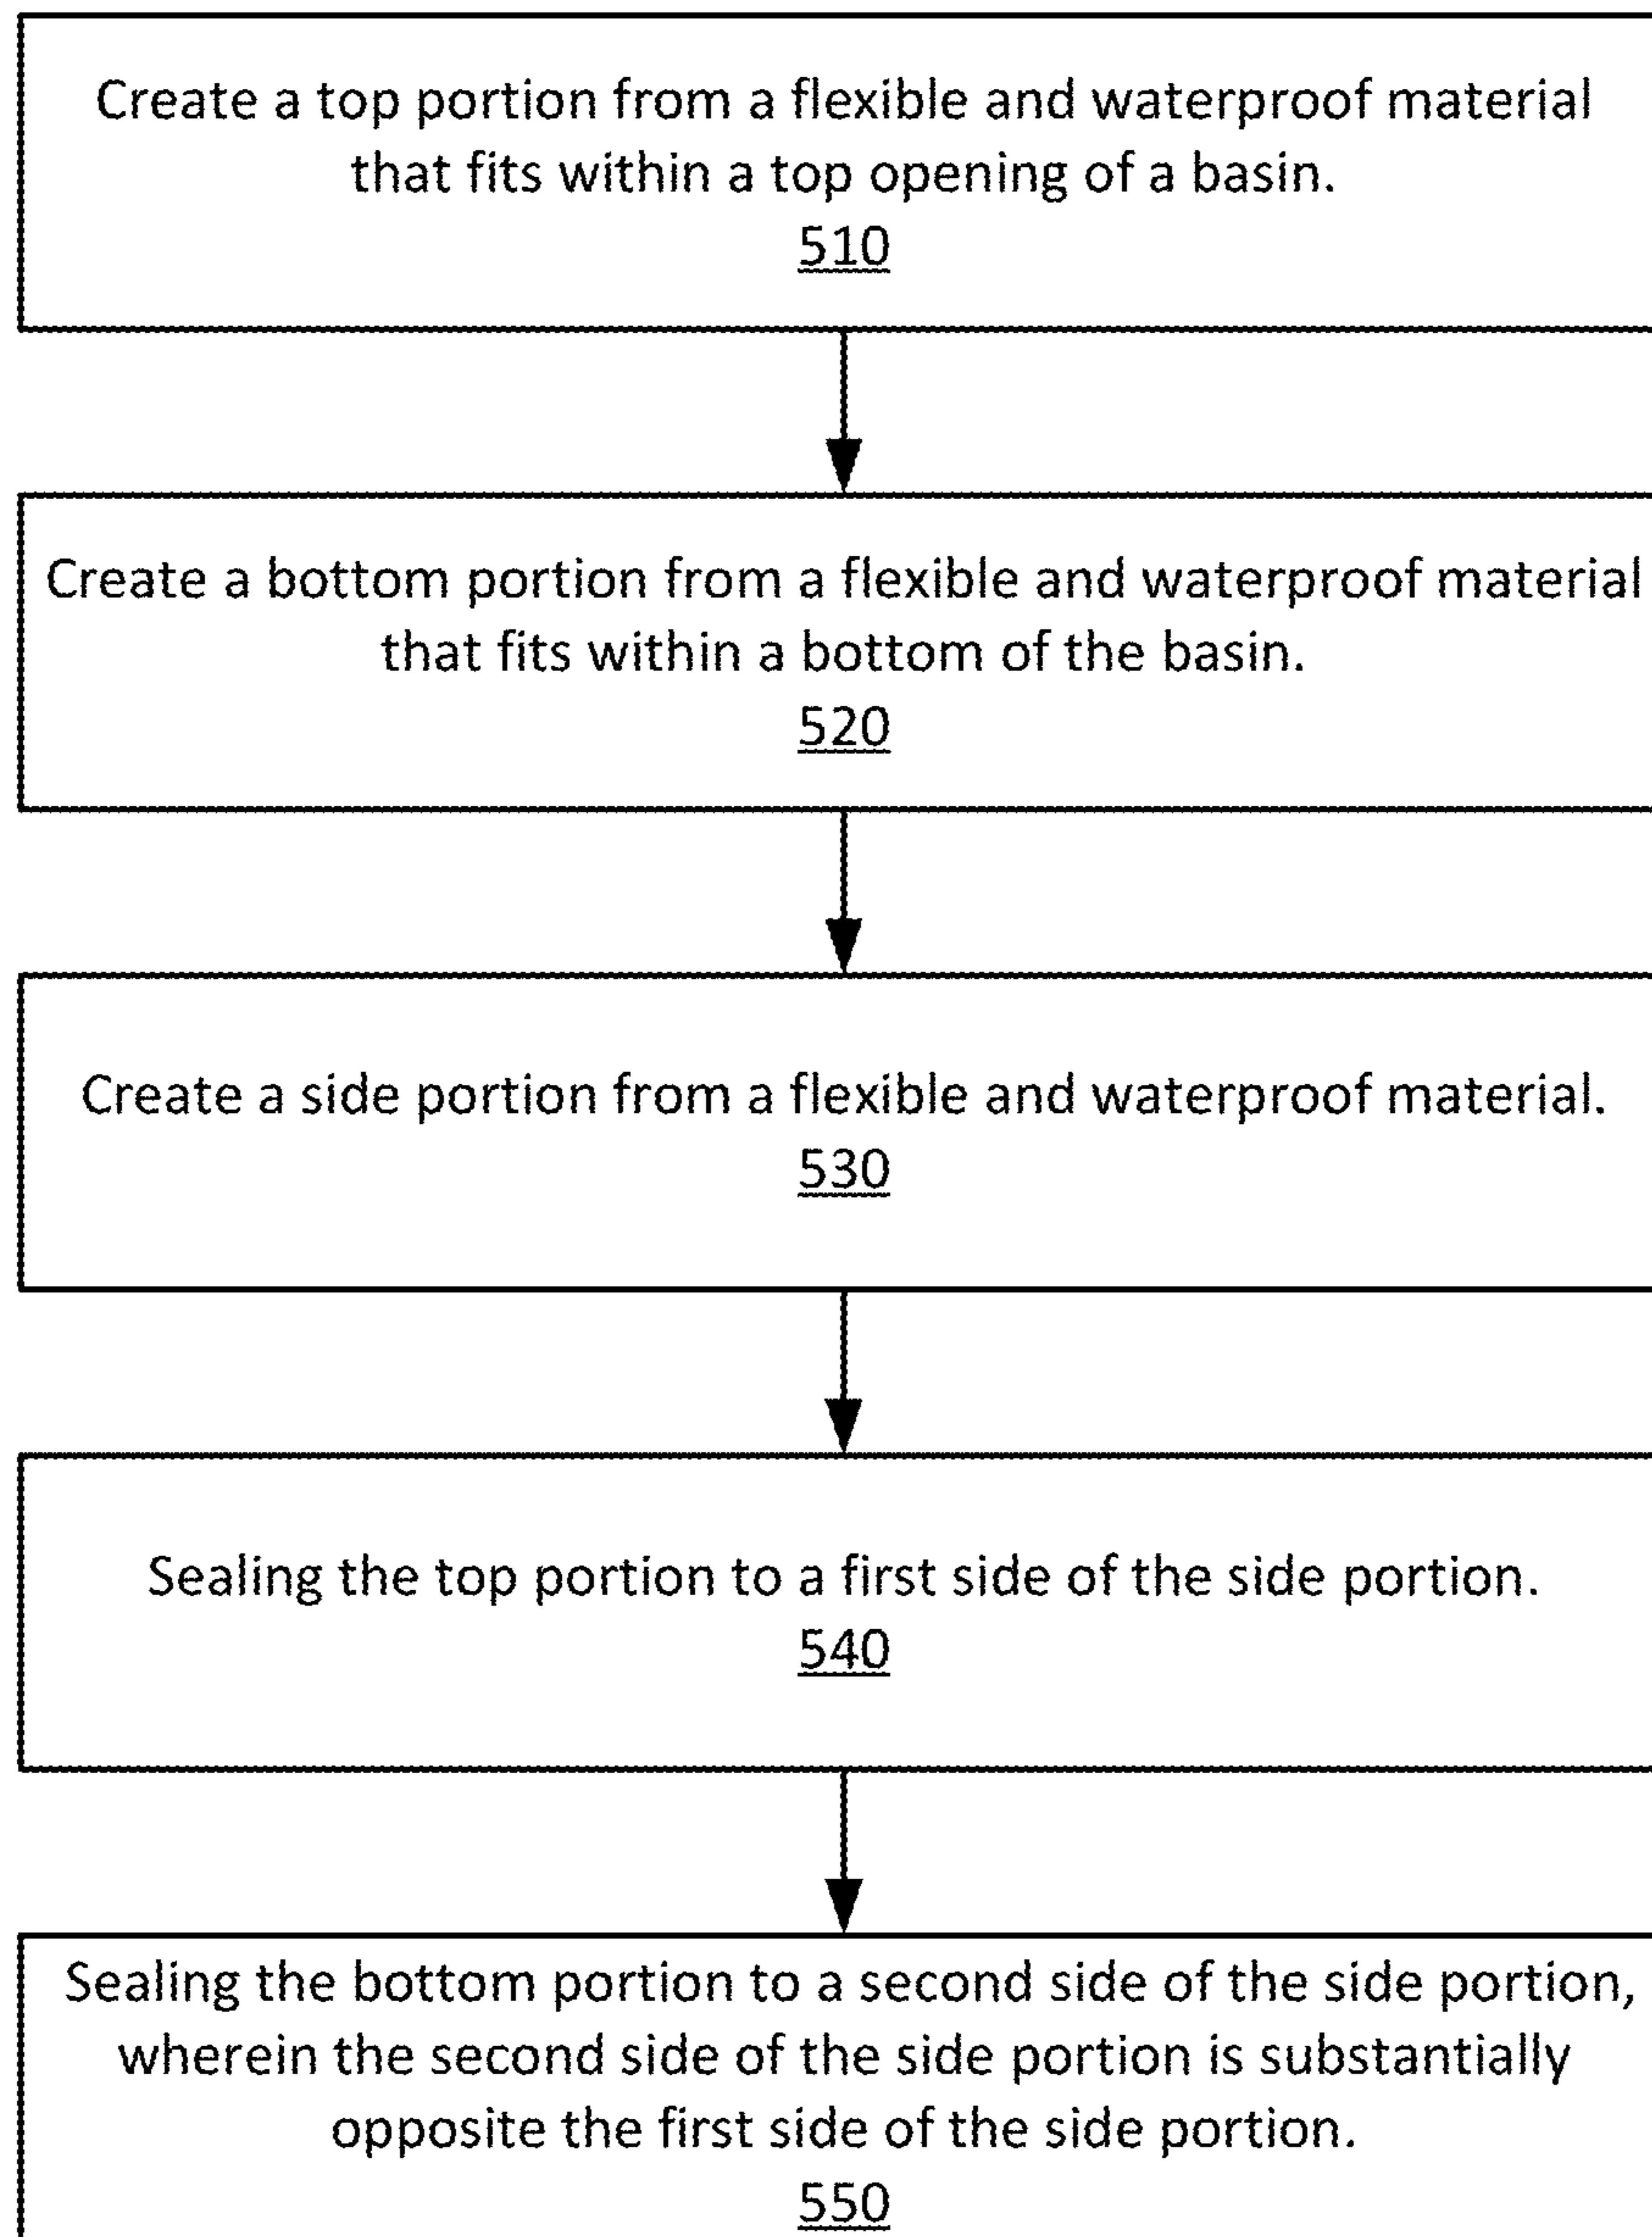 Create a top portion from a flexible and waterproof material
that fits within a top opening of a basin.
510
Create a bottom portion from a flexible and waterproof material
that fits within a bottom of the basin.
520
Create a side portion from a flexible and waterproof material.
530
Sealing the top portion to a first side of the side portion.
540
Sealing the bottom portion to a second side of the side portion,
wherein the second side of the side portion is substantially
opposite the first side of the side portion.
550